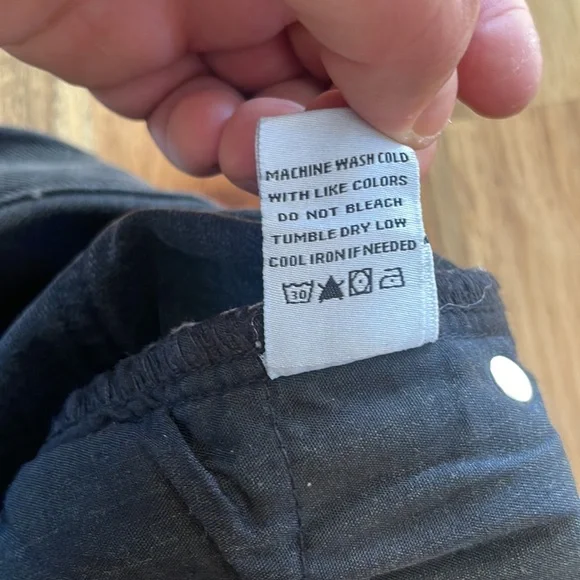 MACHINE WASH COLD
WITH LIKE COLORS
DO NOT BLEACH
TUMBLE DRY LOW
COOL IRON IF NEEDED
30